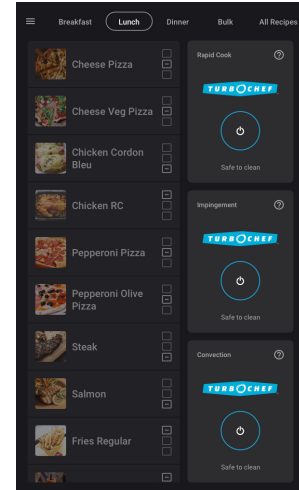 Breakfast
Lunch
Dinner
Bulk
All Recipes
Cheese Pizza
Cheese Veg Pizza
Chicken Cordon
Bleu
Chicken RC
Pepperoni Pizza
Pepperoni Olive
Pizza
Steak
Salmon
Fries Regular
Rapid Cook
TURBOCHEF
Safe to clean
Impingement
TURBOCHEF
Safe to clean
Convection
TURBOCHEF
Safe to clean